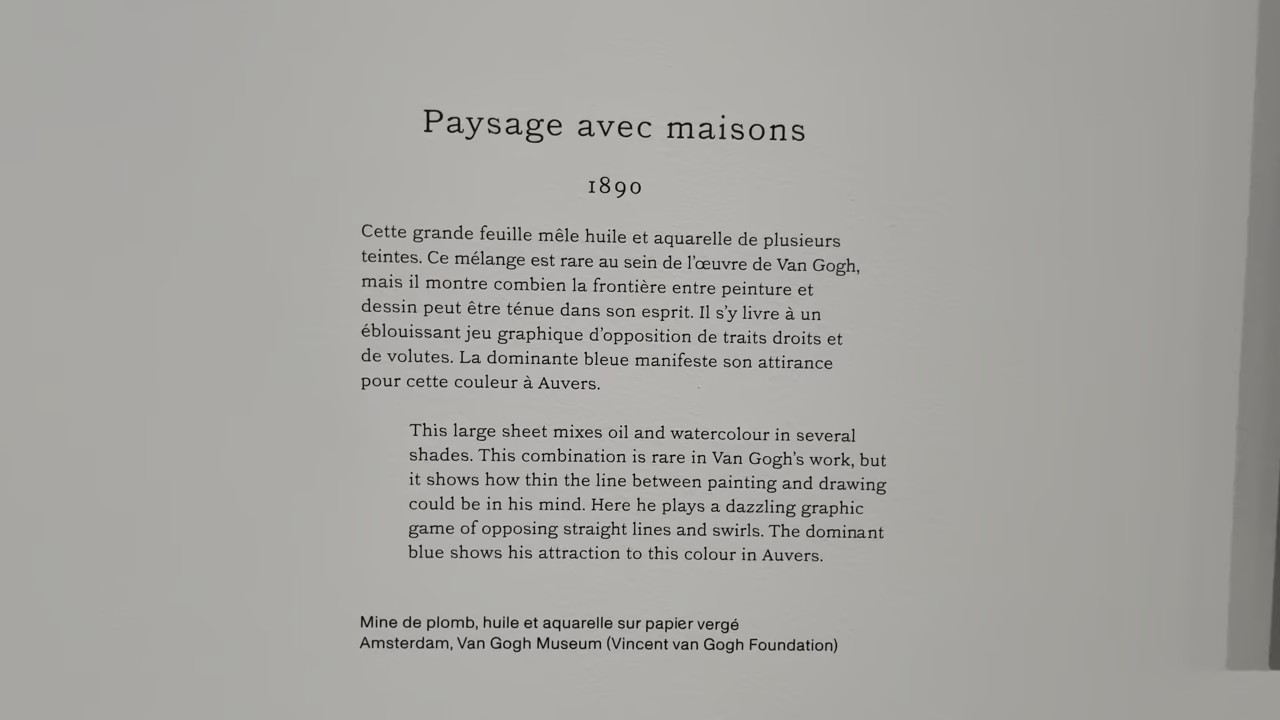 Paysage avec maisons
1890
Cette grande feuille mêle huile et aquarelle de plusieurs
teintes. Ce mélange est rare au sein de l'œuvre de Van Gogh,
mais il montre combien la frontière entre peinture et
dessin peut être ténue dans son esprit. Il s'y livre à un
éblouissant jeu graphique d'opposition de traits droits et
de volutes. La dominante bleue manifeste son attirance
pour cette couleur à Auvers.
This large sheet mixes oil and watercolour in several
shades. This combination is rare in Van Gogh's work, but
it shows how thin the line between painting and drawing
could be in his mind. Here he plays a dazzling graphic
game of opposing straight lines and swirls. The dominant
blue shows his attraction to this colour in Auvers.
Mine de plomb, huile et aquarelle sur papier vergé
Amsterdam, Van Gogh Museum (Vincent van Gogh Foundation)